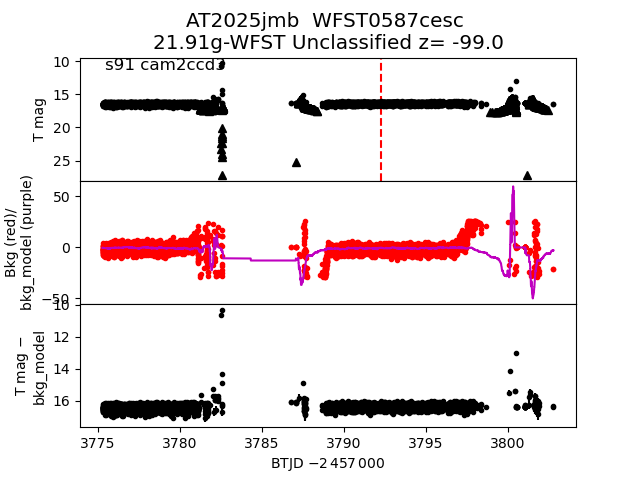 AT2025jmb  WFST0587cesc
21.91g-WFST Unclassified z= -99.0
s91 cam2ccd3
10
15
20
25
T mag
50
0
−50
Bkg (red)/
bkg_model (purple)
10
12
14
16
T mag −
bkg_model
3775 3780 3785 3790 3795 3800
BTJD −2 457 000